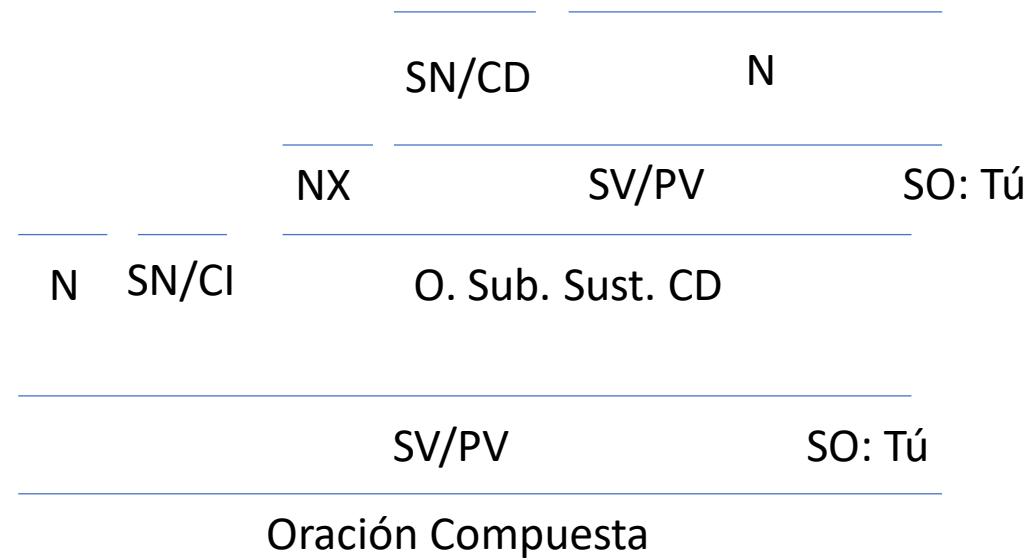 SN/CD N
NX SV/PV SO: Tú
N SN/CI O. Sub. Sust. CD
SV/PV SO: Tú
Oración Compuesta